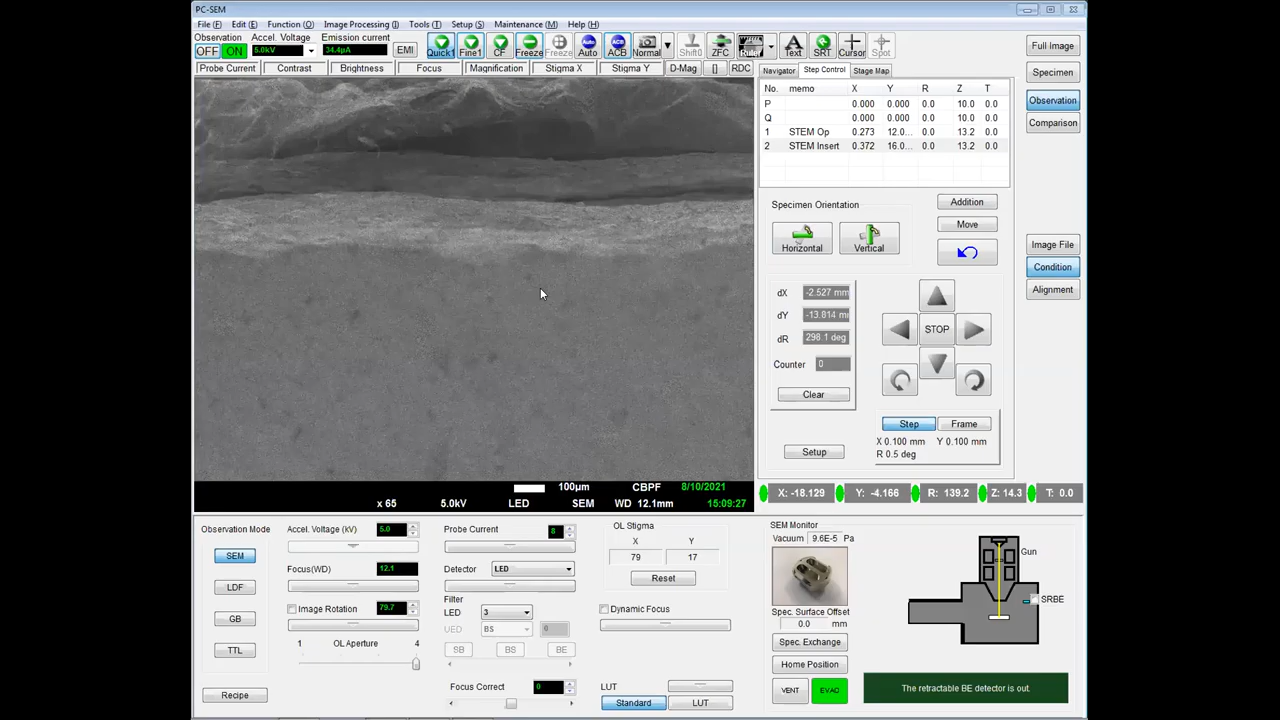 PC-SEM
File (F) Edit (E) Function (O) Image Processing (I) Tools (T) Setup (S) Maintenance (M) Help (H)
Observation Accel. Voltage Emission current
OFF ON 5.0kV 34.4µA EMI Quick1 Fine1 CF Freeze Freeze Auto ACB Normal Shift0 ZFC Ruler Text SRT Cursor Spot
Probe Current Contrast Brightness Focus Magnification Stigma X Stigma Y D-Mag [] RDC
Full Image
Specimen
Observation
Comparison
Image File
Condition
Alignment
Navigator Step Control Stage Map
No. memo X Y R Z T
P 0.000 0.000 0.0 10.0 0.0
Q 0.000 0.000 0.0 10.0 0.0
1 STEM Op 0.273 12.0... 0.0 13.2 0.0
2 STEM Insert 0.372 16.0... 0.0 13.2 0.0
Specimen Orientation
Horizontal Vertical
Addition
Move
dX -2.527 mm
dY -13.814 m
dR 298.1 deg
Counter 0
Clear
Setup
STOP
Step Frame
X 0.100 mm Y 0.100 mm
R 0.5 deg
X: -18.129 Y: -4.166 R: 139.2 Z: 14.3 T: 0.0
100µm CBPF 8/10/2021
x 65 5.0kV LED SEM WD 12.1mm 15:09:27
Observation Mode
SEM
LDF
GB
TTL
Recipe
Accel. Voltage (kV) 5.0
Focus(WD) 12.1
Image Rotation 79.7
OL Aperture
1 4
Probe Current 8
Detector LED
Filter
LED 3
UED BS 0
SB BS BE
Focus Correct 0
OL Stigma
X Y
79 17
Reset
Dynamic Focus
LUT
Standard LUT
SEM Monitor
Vacuum 9.6E-5 Pa
Spec. Surface Offset
0.0 mm
Spec. Exchange
Home Position
VENT EVAC
Gun
SRBE
The retractable BE detector is out.